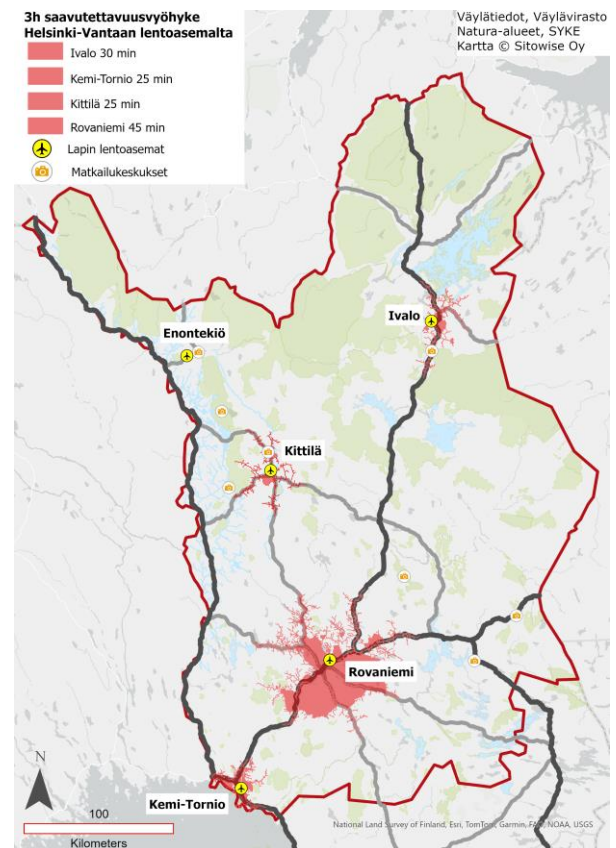 3h saavutettavuusvyöhyke
Helsinki-Vantaan lentoasemalta
Ivalo 30 min
Kemi-Tornio 25 min
Kittilä 25 min
Rovaniemi 45 min
Lapin lentoasemat
Matkailukeskukset
Väylätiedot, Väylävirasto
Natura-alueet, SYKE
Kartta © Sitowise Oy
Ivalo
Enontekiö
Kittilä
Rovaniemi
Kemi-Tornio
N
100
Kilometers
National Land Survey of Finland, Esri, TomTom, Garmin, FAO, NOAA, USGS